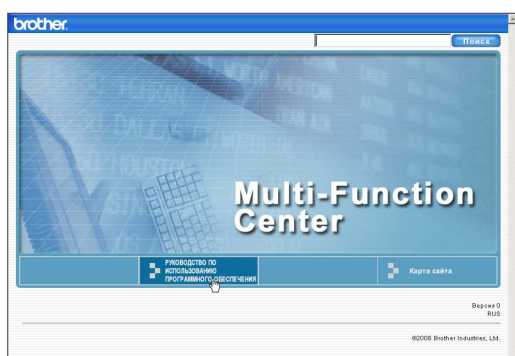 brother.
Поиск
Multi-Function
Center
РУКОВОДСТВО ПО
ИСПОЛЬЗОВАНИЮ
ПРОГРАММНОГО ОБЕСПЕЧЕНИЯ
Карта сайта
Версия 0
RUS
©2008 Brother Industries, Ltd.